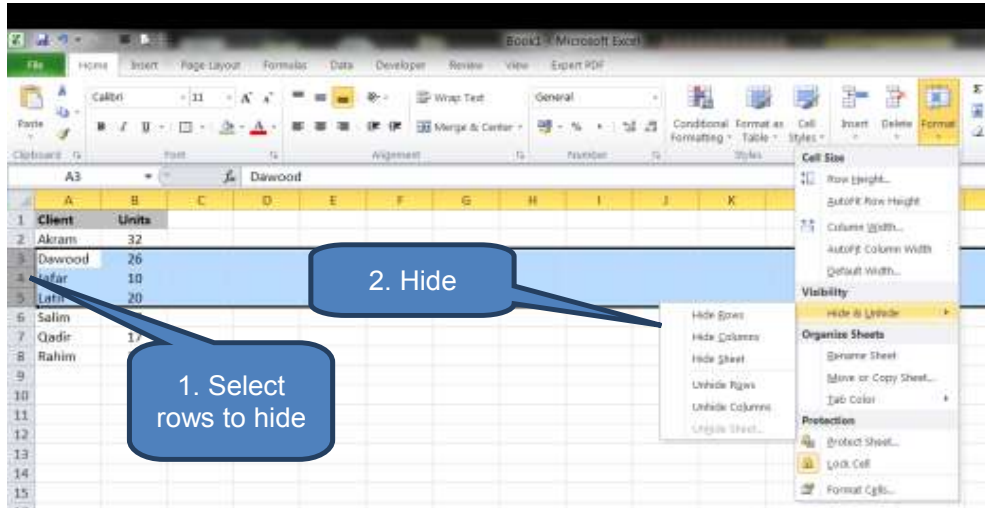 Book1 - Microsoft Excel
File Home Insert Page Layout Formulas Data Developer Review View Expert PDF
Calibri 11 Wrap Text General
Paste B I U Merge & Center % Conditional Formatting Format as Table Cell Styles Insert Delete Format
Clipboard Font Alignment Number Styles
A3 fx Dawood
A B C D E F G H I J K
1 Client Units
2 Akram 32
3 Dawood 26
4 Jafar 10
5 Latif 20
6 Salim
7 Qadir 17
8 Rahim
9
10
11
12
13
14
15
1. Select
rows to hide
2. Hide
Hide Rows
Hide Columns
Hide Sheet
Unhide Rows
Unhide Columns
Unhide Sheet...
Cell Size
Row Height...
AutoFit Row Height
Column Width...
AutoFit Column Width
Default Width...
Visibility
Hide & Unhide
Organize Sheets
Rename Sheet
Move or Copy Sheet...
Tab Color
Protection
Protect Sheet...
Lock Cell
Format Cells...